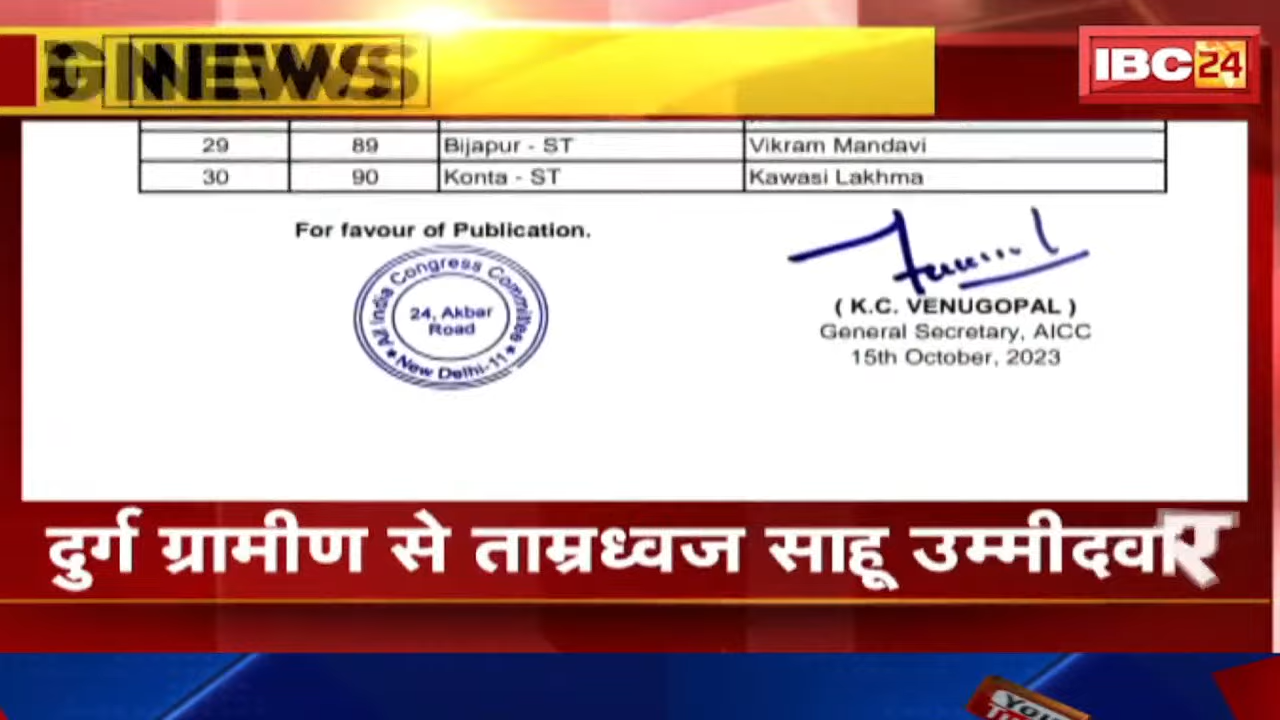 NEWS
IBC24
29 89 Bijapur - ST Vikram Mandavi
30 90 Konta - ST Kawasi Lakhma
For favour of Publication.
All India Congress Committee
24, Akbar
Road
New Delhi-11
( K.C. VENUGOPAL )
General Secretary, AICC
15th October, 2023
दुर्ग ग्रामीण से ताम्रध्वज साहू उम्मीदवार